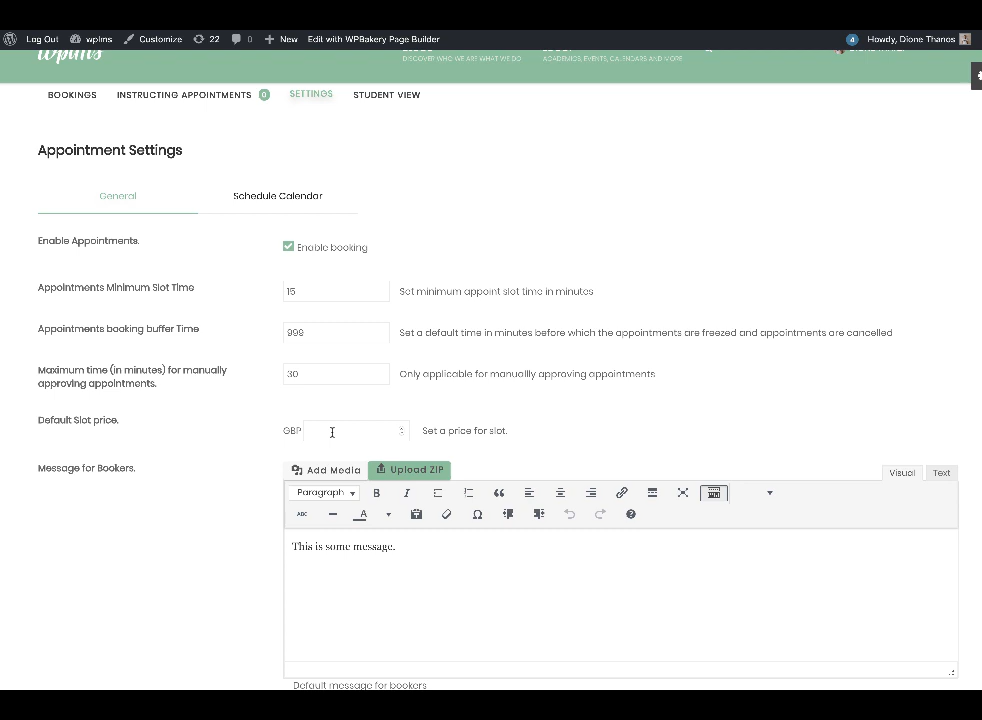 Log Out wplms Customize 22 0 New Edit with WPBakery Page Builder 4 Howdy, Dione Thanos
wplms
DISCOVER WHO WE ARE WHAT WE DO ACADEMICS, EVENTS, CALENDARS AND MORE
BOOKINGS INSTRUCTING APPOINTMENTS 0 SETTINGS STUDENT VIEW
Appointment Settings
General Schedule Calendar
Enable Appointments. Enable booking
Appointments Minimum Slot Time 15 Set minimum appoint slot time in minutes
Appointments booking buffer Time 999 Set a default time in minutes before which the appointments are freezed and appointments are cancelled
Maximum time (in minutes) for manually
approving appointments. 30 Only applicable for manuallly approving appointments
Default Slot price. GBP Set a price for slot.
Message for Bookers. Add Media Upload ZIP Visual Text
Paragraph B I
ABC A
This is some message.
Default message for bookers